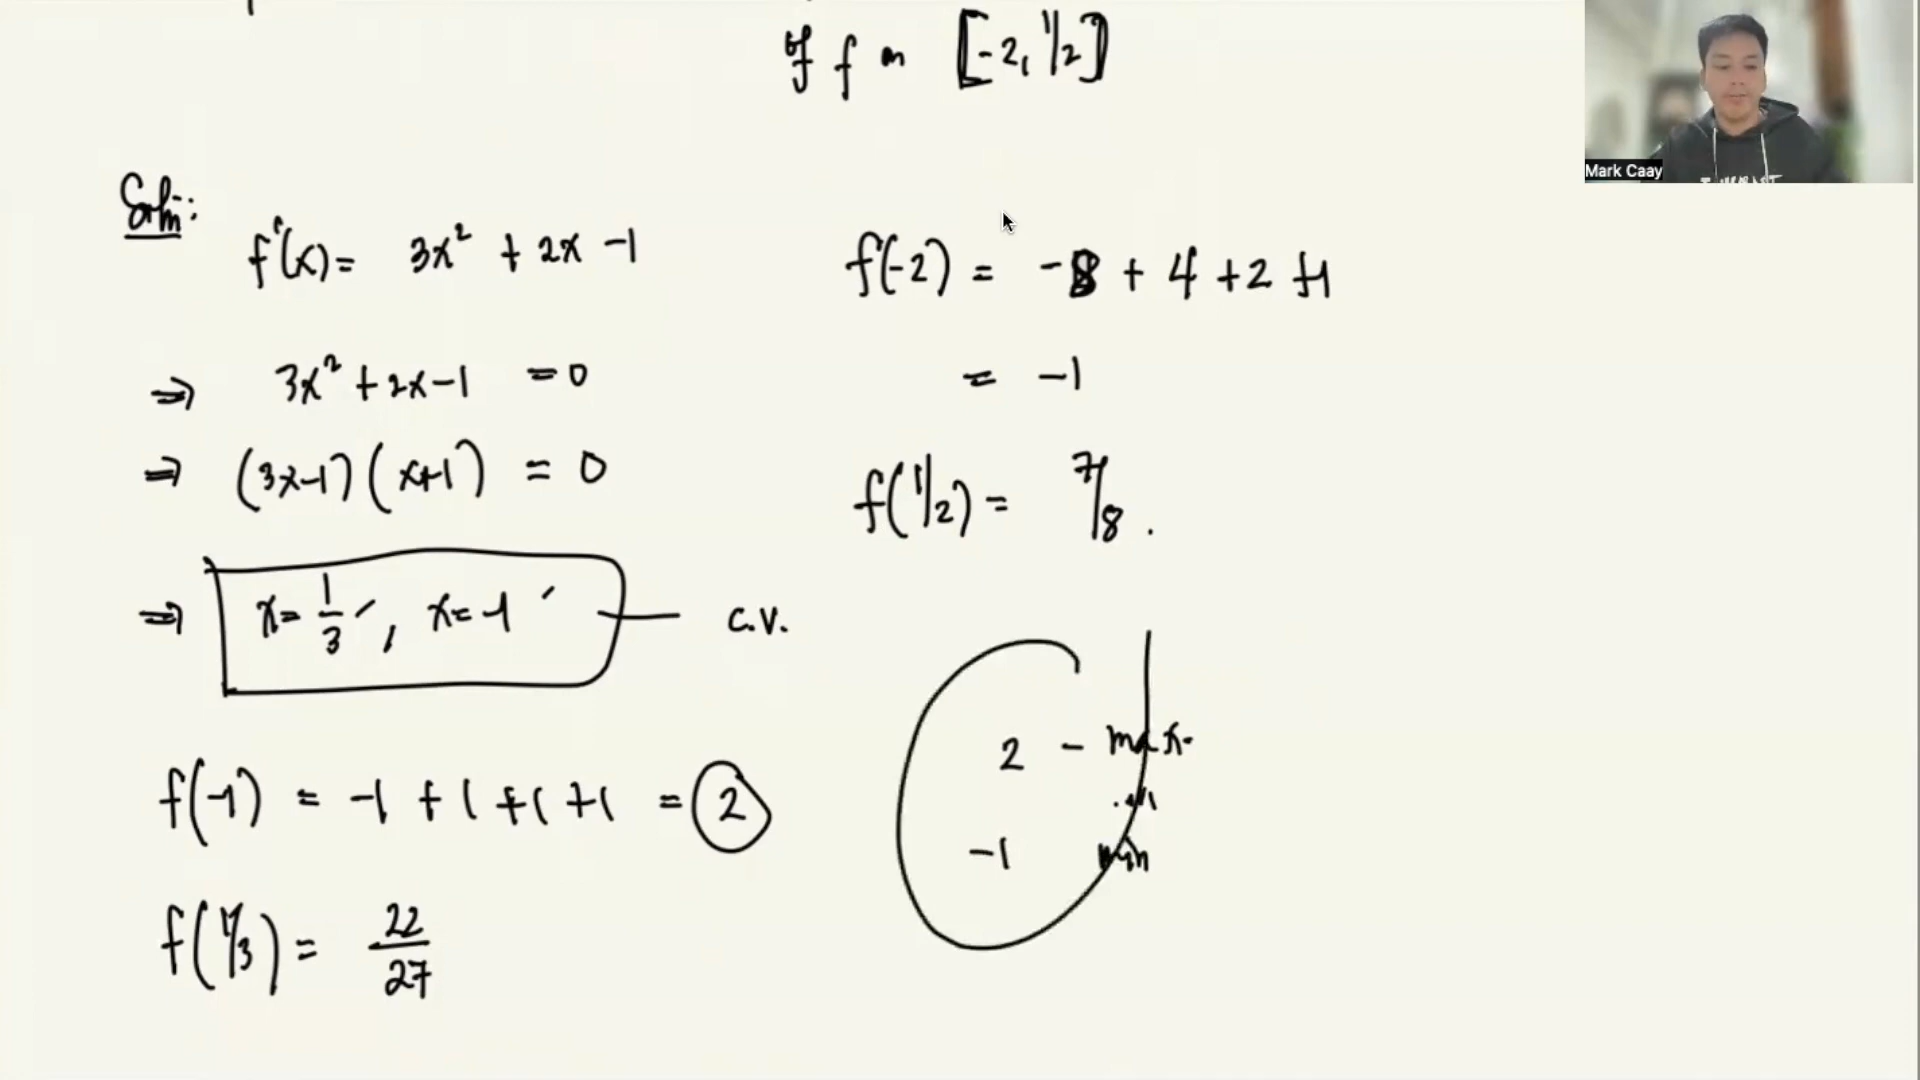 of f on [-2, 1/2]
Mark Caay
Soln:
f'(x) = 3x² + 2x - 1
⇒ 3x² + 2x - 1 = 0
⇒ (3x-1)(x+1) = 0
⇒ x = 1/3, x = -1 — C.V.
f(-1) = -1 + 1 + 1 + 1 = 2
f(1/3) = 22/27
f(-2) = -8 + 4 + 2 + 1
= -1
f(1/2) = 7/8.
2 - max.
-1 min